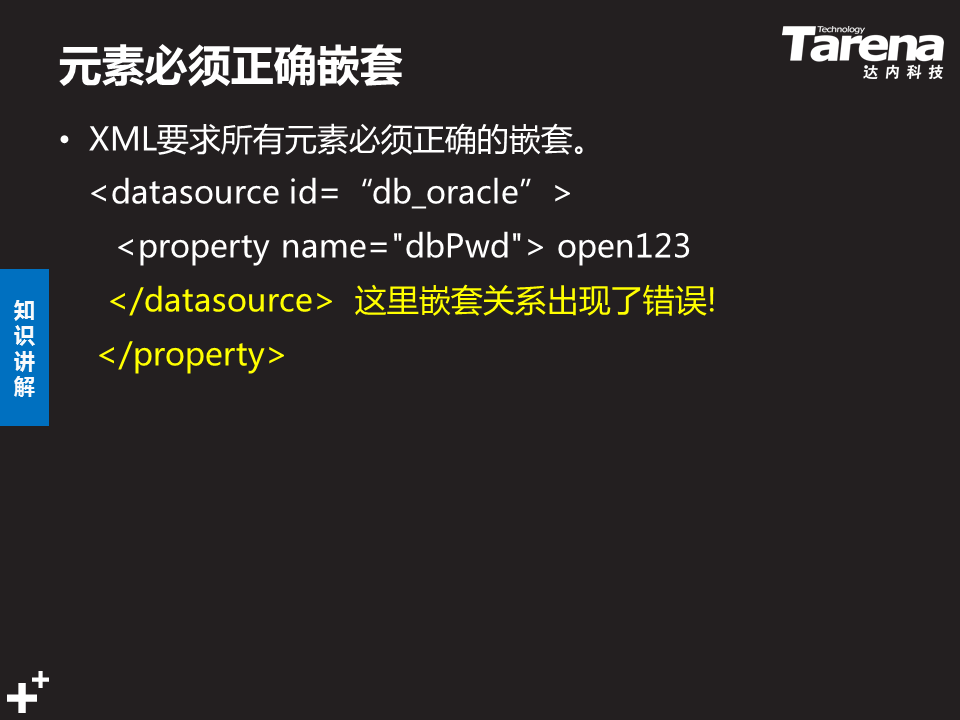 元素必须正确嵌套
Technology
Tarena
达内科技
• XML要求所有元素必须正确的嵌套。
<datasource id=“db_oracle”>
<property name="dbPwd"> open123
</datasource> 这里嵌套关系出现了错误!
</property>
知
识
讲
解